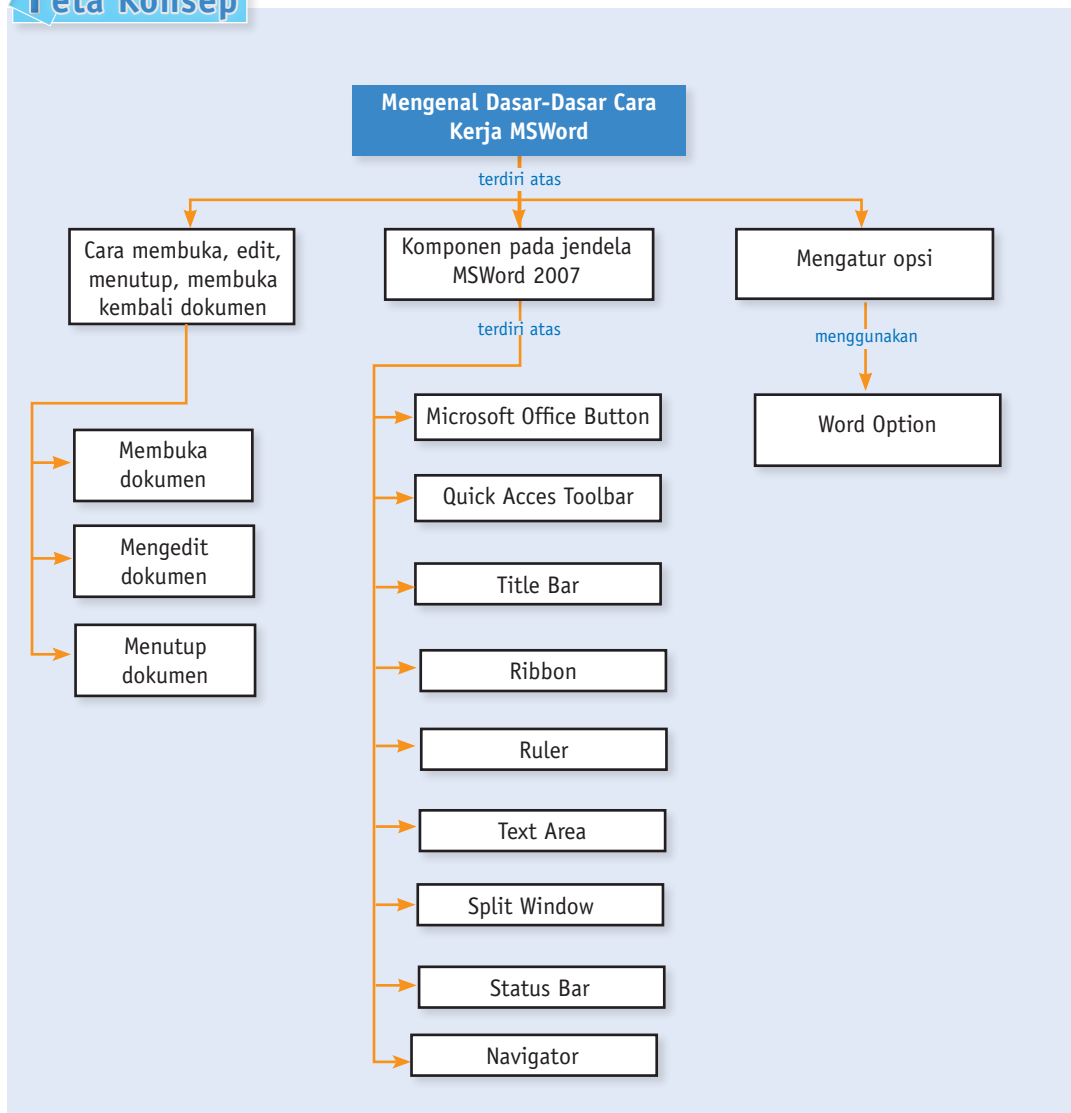 Peta Konsep
Mengenal Dasar-Dasar Cara
Kerja MSWord
terdiri atas
Cara membuka, edit,
menutup, membuka
kembali dokumen
Komponen pada jendela
MSWord 2007
Mengatur opsi
terdiri atas
menggunakan
Membuka
dokumen
Mengedit
dokumen
Menutup
dokumen
Microsoft Office Button
Quick Acces Toolbar
Title Bar
Ribbon
Ruler
Text Area
Split Window
Status Bar
Navigator
Word Option